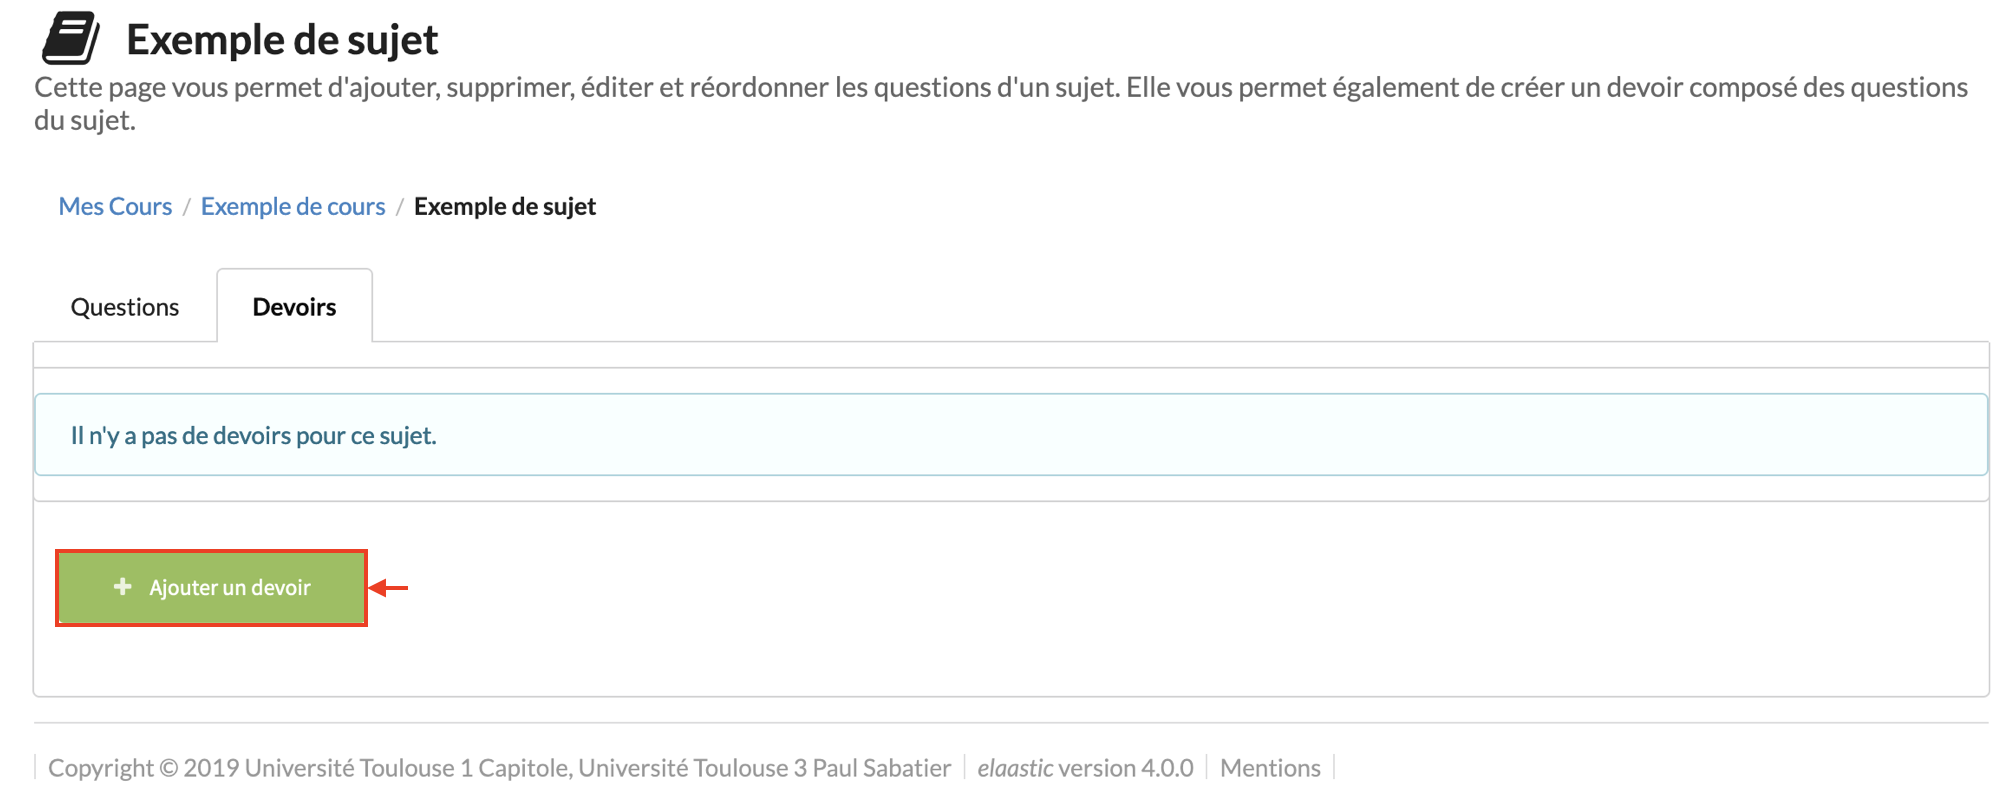 Exemple de sujet
Cette page vous permet d'ajouter, supprimer, éditer et réordonner les questions d'un sujet. Elle vous permet également de créer un devoir composé des questions
du sujet.
Mes Cours / Exemple de cours / Exemple de sujet
Questions Devoirs
Il n'y a pas de devoirs pour ce sujet.
+ Ajouter un devoir
Copyright © 2019 Université Toulouse 1 Capitole, Université Toulouse 3 Paul Sabatier elaastic version 4.0.0 Mentions